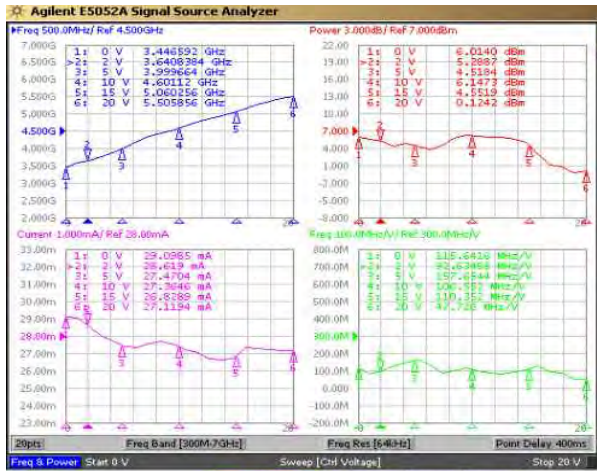 Agilent E5052A Signal Source Analyzer
Freq 500.0MHz/ Ref 4.500GHz
7.000G
6.500G
6.000G
5.500G
5.000G
4.500G
4.000G
3.500G
3.000G
2.500G
2.000G
1: 0 V 3.446592 GHz
>2: 2 V 3.6408384 GHz
3: 5 V 3.999664 GHz
4: 10 V 4.60112 GHz
5: 15 V 5.060256 GHz
6: 20 V 5.505856 GHz
Power 3.000dB/ Ref 7.000dBm
22.00
19.00
16.00
13.00
10.00
7.000
4.000
1.000
-2.000
-5.000
-8.000
1: 0 V 6.0140 dBm
>2: 2 V 5.2887 dBm
3: 5 V 4.5184 dBm
4: 10 V 6.1473 dBm
5: 15 V 4.5519 dBm
6: 20 V 0.1242 dBm
Current 1.000mA/ Ref 28.00mA
33.00m
32.00m
31.00m
30.00m
29.00m
28.00m
27.00m
26.00m
25.00m
24.00m
23.00m
1: 0 V 29.0985 mA
>2: 2 V 28.619 mA
3: 5 V 27.4704 mA
4: 10 V 27.3646 mA
5: 15 V 26.8289 mA
6: 20 V 27.1194 mA
Freq 100.0MHz/V/ Ref 300.0MHz/V
800.0M
700.0M
600.0M
500.0M
400.0M
300.0M
200.0M
100.0M
0.000
-100.0M
-200.0M
1: 0 V 115.6416 MHz/V
>2: 2 V MHz/V
3: 5 V 157.6544 MHz/V
4: 10 V 106.552 MHz/V
5: 15 V 110.352 MHz/V
6: 20 V 47.720 MHz/V
20pts Freq Band [300M-7GHz] Freq Res [64kHz] Point Delay 400ms
Freq & Power Start 0 V Sweep [Ctrl Voltage] Stop 20 V